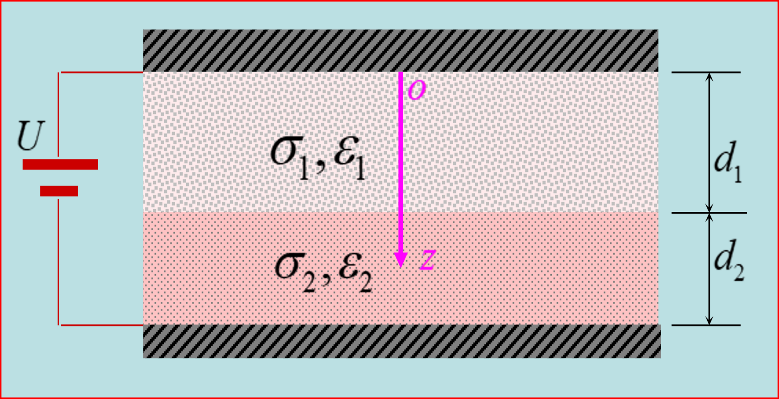 o
U
σ₁, ε₁
d₁
σ₂, ε₂
z
d₂